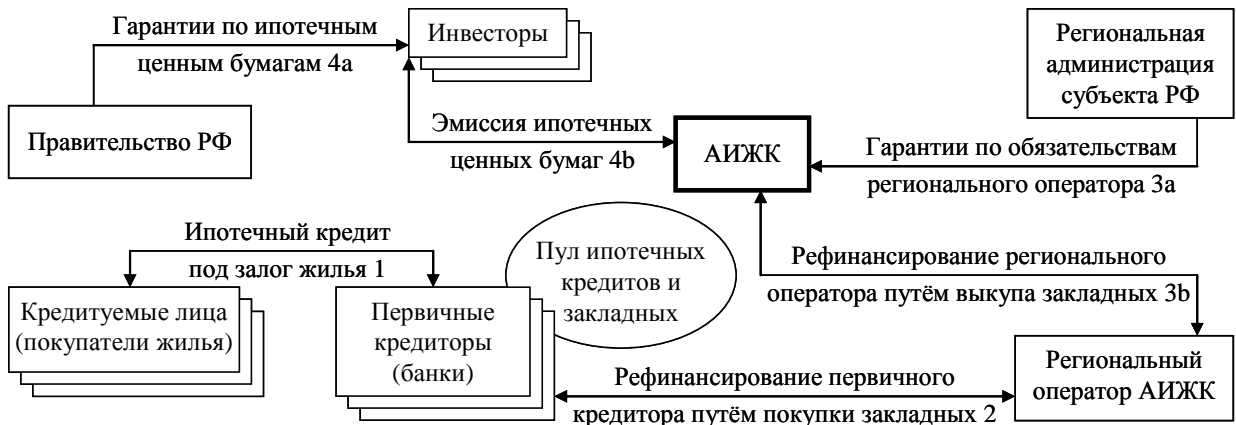 Гарантии по ипотечным
ценным бумагам 4a
Инвесторы
Региональная
администрация
субъекта РФ
Правительство РФ
Эмиссия ипотечных
ценных бумаг 4b
АИЖК
Гарантии по обязательствам
регионального оператора 3a
Ипотечный кредит
под залог жилья 1
Пул ипотечных
кредитов и
закладных
Рефинансирование регионального
оператора путём выкупа закладных 3b
Кредитуемые лица
(покупатели жилья)
Первичные
кредиторы
(банки)
Рефинансирование первичного
кредитора путём покупки закладных 2
Региональный
оператор АИЖК